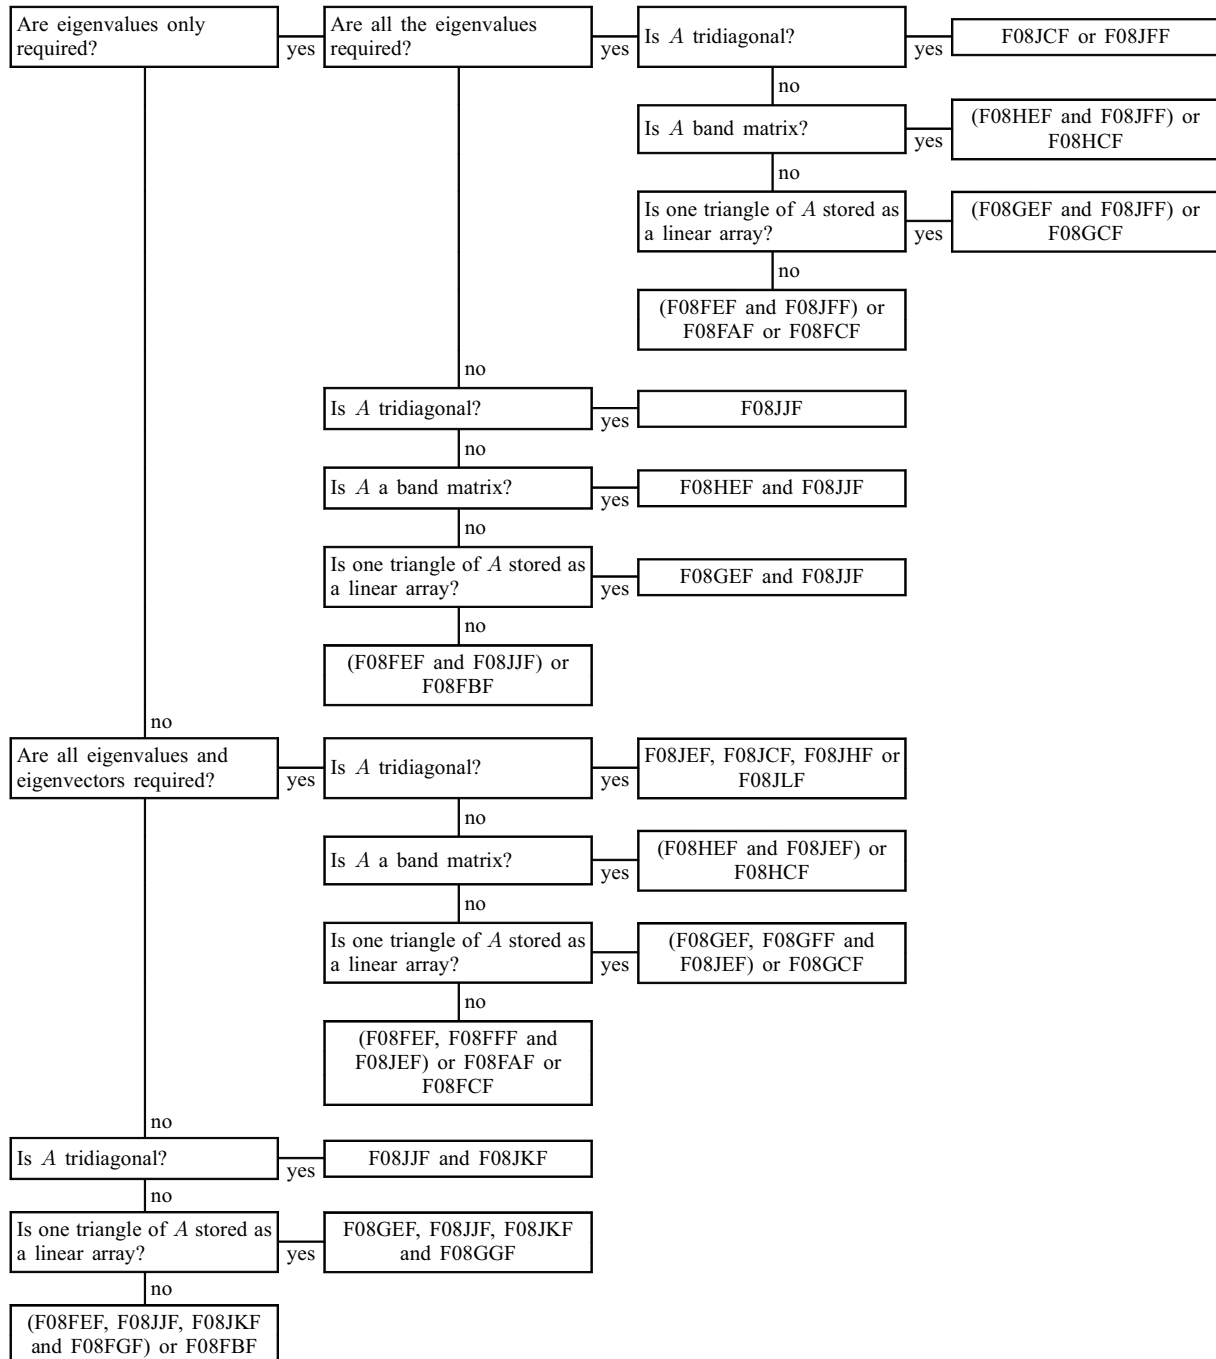 Are eigenvalues only
required?
yes
Are all the eigenvalues
required?
yes
Is A tridiagonal?
yes
F08JCF or F08JFF
no
Is A band matrix?
yes
(F08HEF and F08JFF) or
F08HCF
no
Is one triangle of A stored as
a linear array?
yes
(F08GEF and F08JFF) or
F08GCF
no
(F08FEF and F08JFF) or
F08FAF or F08FCF
no
Is A tridiagonal?
yes
F08JJF
no
Is A a band matrix?
yes
F08HEF and F08JJF
no
Is one triangle of A stored as
a linear array?
yes
F08GEF and F08JJF
no
(F08FEF and F08JJF) or
F08FBF
no
Are all eigenvalues and
eigenvectors required?
yes
Is A tridiagonal?
yes
F08JEF, F08JCF, F08JHF or
F08JLF
no
Is A a band matrix?
yes
(F08HEF and F08JEF) or
F08HCF
no
Is one triangle of A stored as
a linear array?
yes
(F08GEF, F08GFF and
F08JEF) or F08GCF
no
(F08FEF, F08FFF and
F08JEF) or F08FAF or
F08FCF
no
Is A tridiagonal?
yes
F08JJF and F08JKF
no
Is one triangle of A stored as
a linear array?
yes
F08GEF, F08JJF, F08JKF
and F08GGF
no
(F08FEF, F08JJF, F08JKF
and F08FGF) or F08FBF